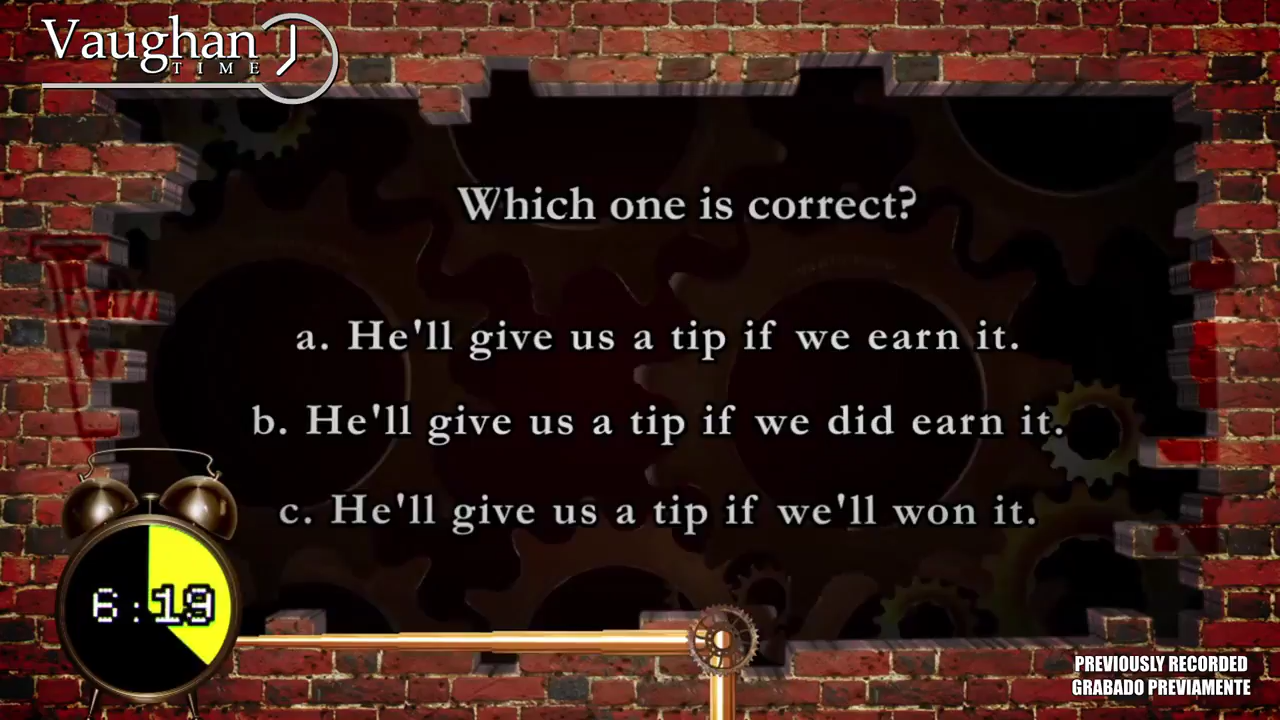 Vaughan
TIME
Which one is correct?
a. He'll give us a tip if we earn it.
b. He'll give us a tip if we did earn it.
c. He'll give us a tip if we'll won it.
6:19
PREVIOUSLY RECORDED
GRABADO PREVIAMENTE